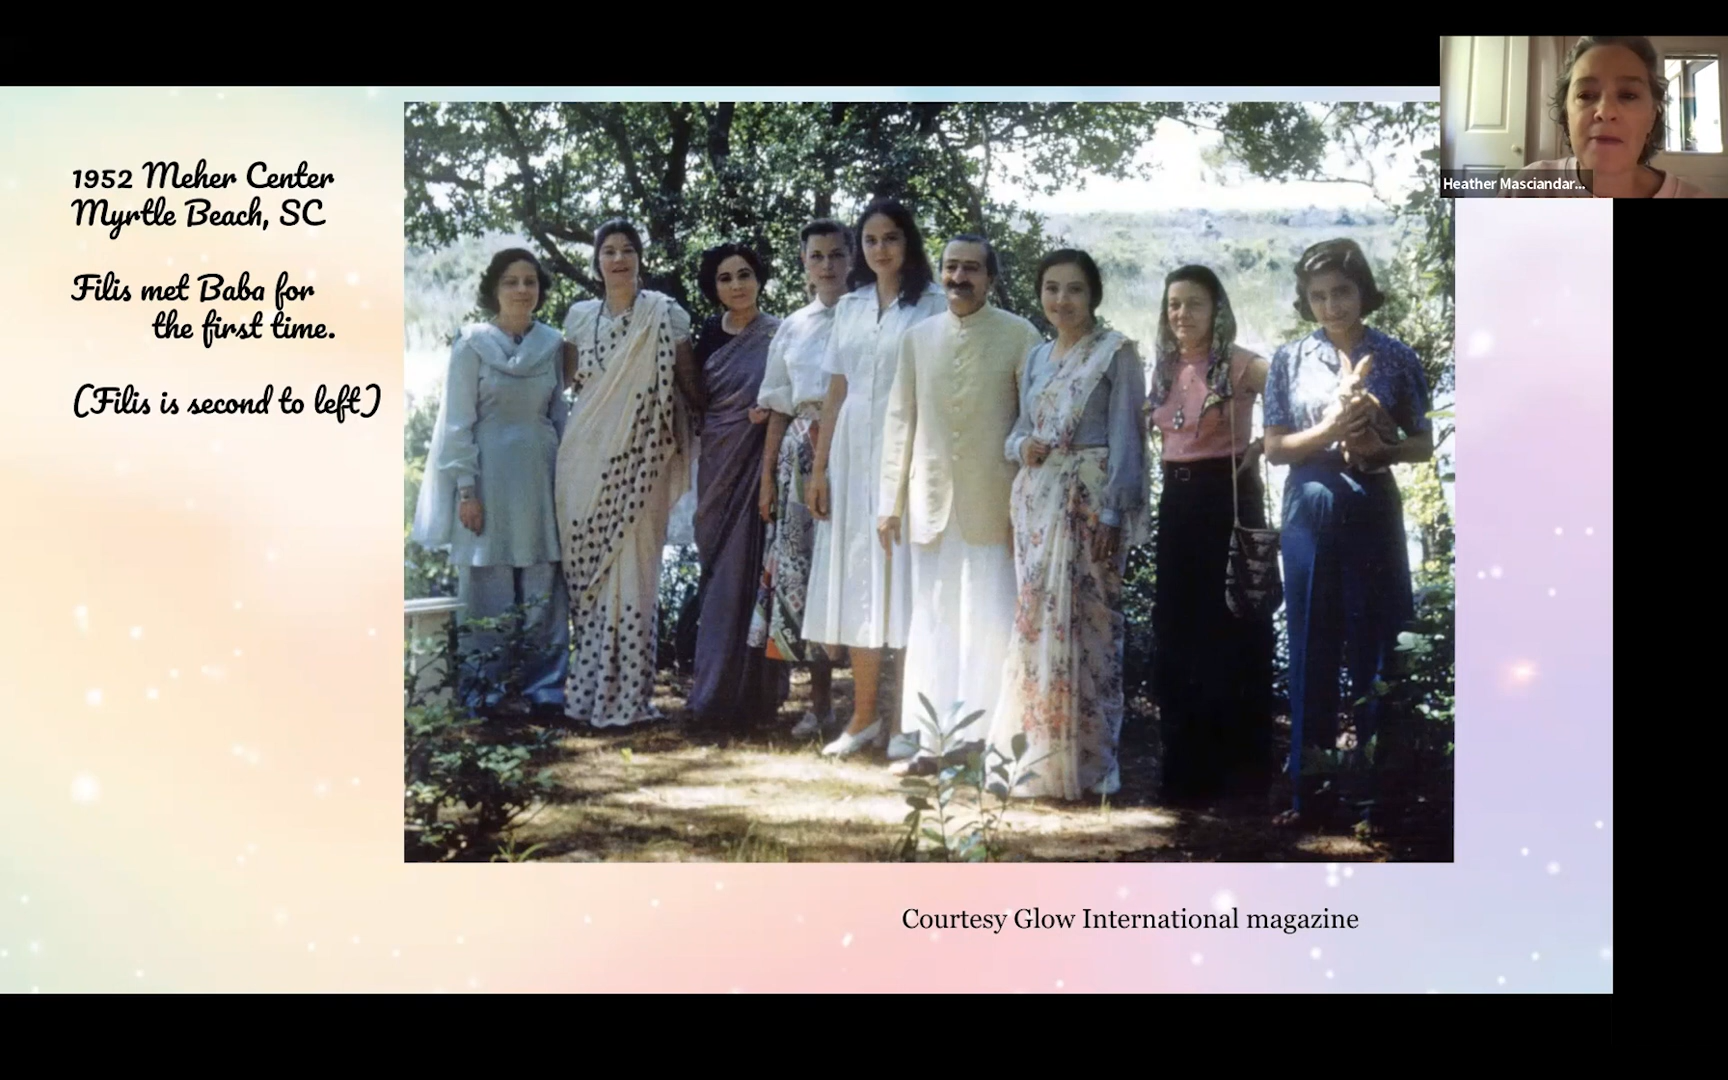 1952 Meher Center
Myrtle Beach, SC
Filis met Baba for
the first time.
(Filis is second to left)
Heather Masciandar...
Courtesy Glow International magazine